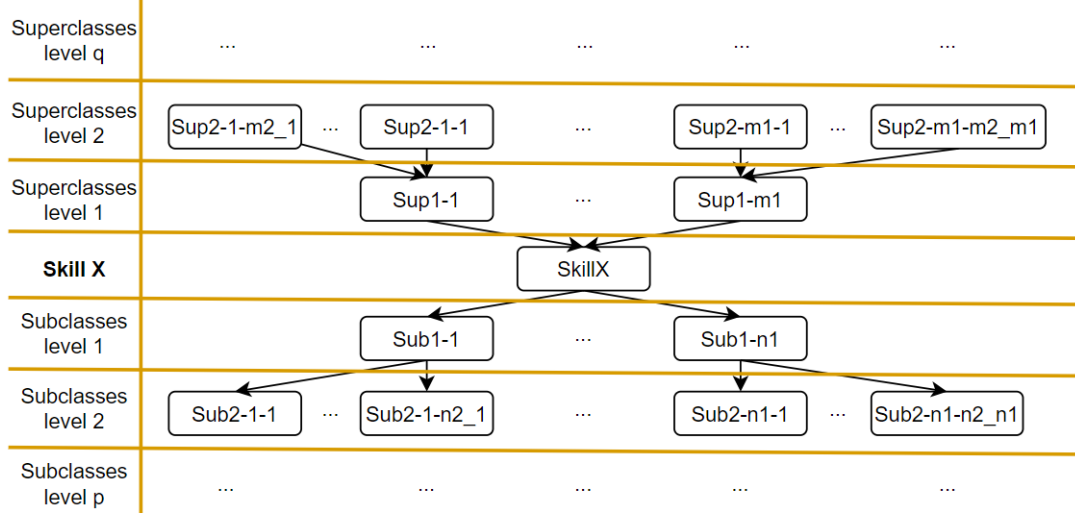 Superclasses
level q
... ... ... ... ...
Superclasses
level 2
Sup2-1-m2_1 ... Sup2-1-1 ... Sup2-m1-1 ... Sup2-m1-m2_m1
Superclasses
level 1
Sup1-1 ... Sup1-m1
Skill X
SkillX
Subclasses
level 1
Sub1-1 ... Sub1-n1
Subclasses
level 2
Sub2-1-1 ... Sub2-1-n2_1 ... Sub2-n1-1 ... Sub2-n1-n2_n1
Subclasses
level p
... ... ... ... ...